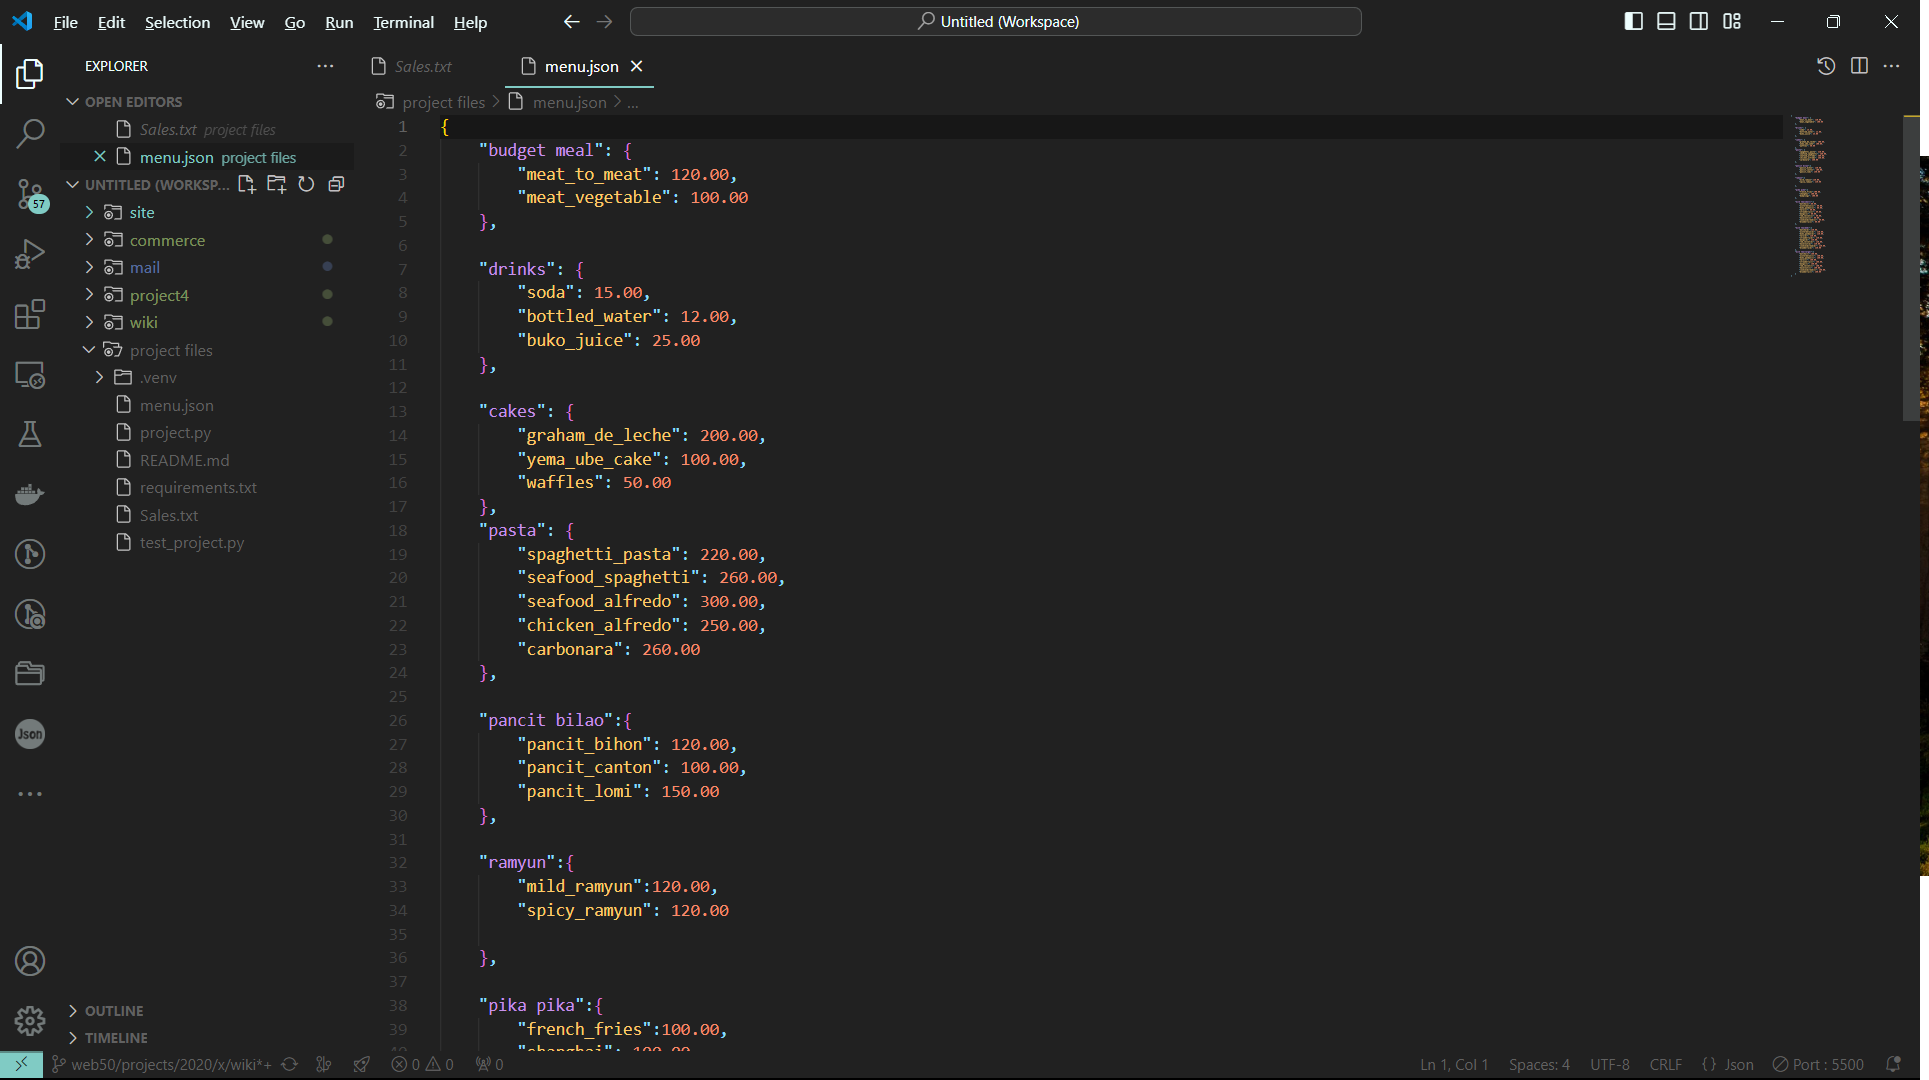 File Edit Selection View Go Run Terminal Help
Untitled (Workspace)
EXPLORER
OPEN EDITORS
Sales.txt project files
menu.json project files
UNTITLED (WORKSP...
site
commerce
mail
project4
wiki
project files
.venv
menu.json
project.py
README.md
requirements.txt
Sales.txt
test_project.py
OUTLINE
TIMELINE
57
Json
Sales.txt
menu.json
project files > menu.json > ...
1 {
2 "budget meal": {
3 "meat_to_meat": 120.00,
4 "meat_vegetable": 100.00
5 },
6
7 "drinks": {
8 "soda": 15.00,
9 "bottled_water": 12.00,
10 "buko_juice": 25.00
11 },
12
13 "cakes": {
14 "graham_de_leche": 200.00,
15 "yema_ube_cake": 100.00,
16 "waffles": 50.00
17 },
18 "pasta": {
19 "spaghetti_pasta": 220.00,
20 "seafood_spaghetti": 260.00,
21 "seafood_alfredo": 300.00,
22 "chicken_alfredo": 250.00,
23 "carbonara": 260.00
24 },
25
26 "pancit bilao":{
27 "pancit_bihon": 120.00,
28 "pancit_canton": 100.00,
29 "pancit_lomi": 150.00
30 },
31
32 "ramyun":{
33 "mild_ramyun":120.00,
34 "spicy_ramyun": 120.00
35
36 },
37
38 "pika pika":{
39 "french_fries":100.00,
web50/projects/2020/x/wiki*+ 0 0 0 Ln 1, Col 1 Spaces: 4 UTF-8 CRLF {} Json Port : 5500